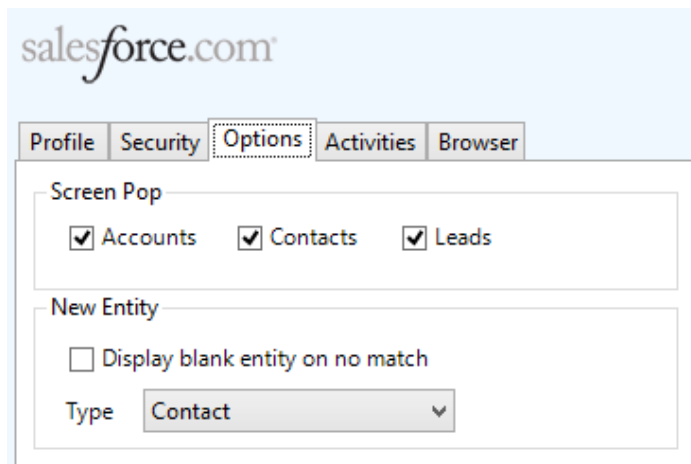 salesforce.com
Profile Security Options Activities Browser
Screen Pop
Accounts Contacts Leads
New Entity
Display blank entity on no match
Type Contact